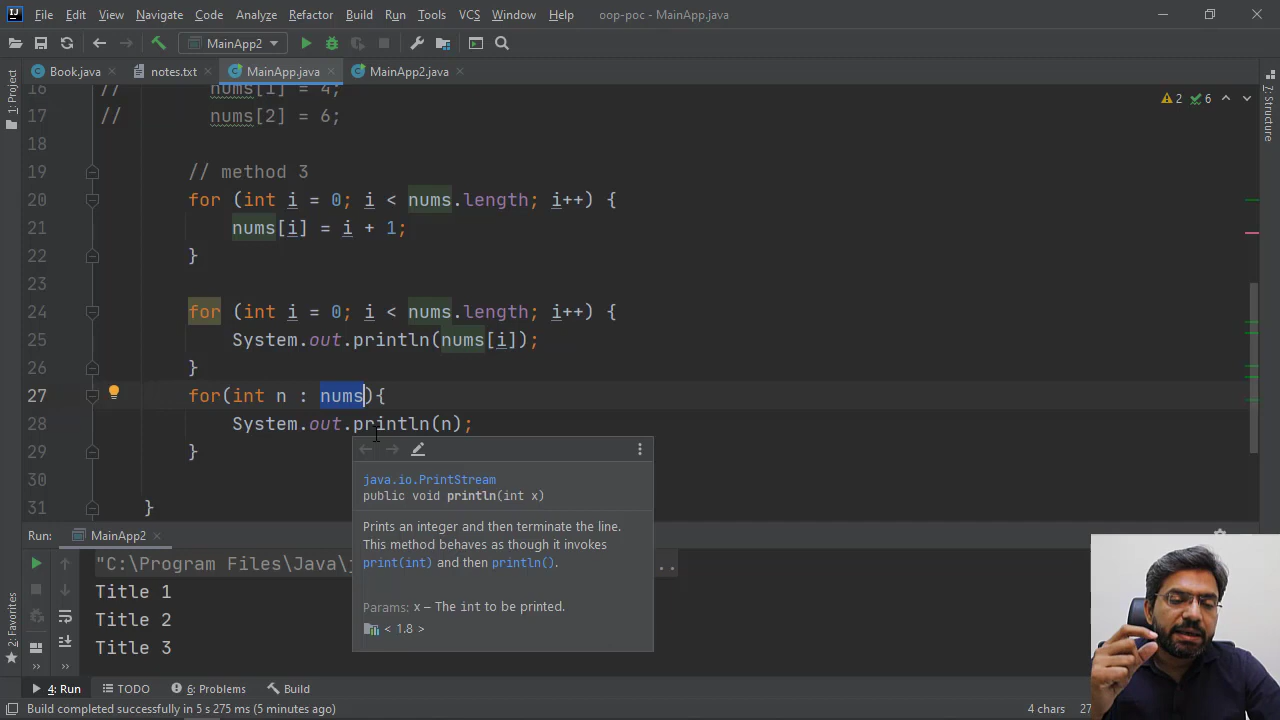 File Edit View Navigate Code Analyze Refactor Build Run Tools VCS Window Help oop-poc - MainApp.java
MainApp2
Book.java notes.txt MainApp.java MainApp2.java
1: Project
7: Structure
2 6
16 // nums[1] = 4;
17 // nums[2] = 6;
18
19 // method 3
20 for (int i = 0; i < nums.length; i++) {
21 nums[i] = i + 1;
22 }
23
24 for (int i = 0; i < nums.length; i++) {
25 System.out.println(nums[i]);
26 }
27 for(int n : nums){
28 System.out.println(n);
29 }
30
31 }
java.io.PrintStream
public void println(int x)
Prints an integer and then terminate the line.
This method behaves as though it invokes
print(int) and then println().
Params: x – The int to be printed.
< 1.8 >
Run: MainApp2
"C:\Program Files\Java\j ..
Title 1
Title 2
Title 3
2: Favorites
4: Run TODO 6: Problems Build
Build completed successfully in 5 s 275 ms (5 minutes ago) 4 chars 27